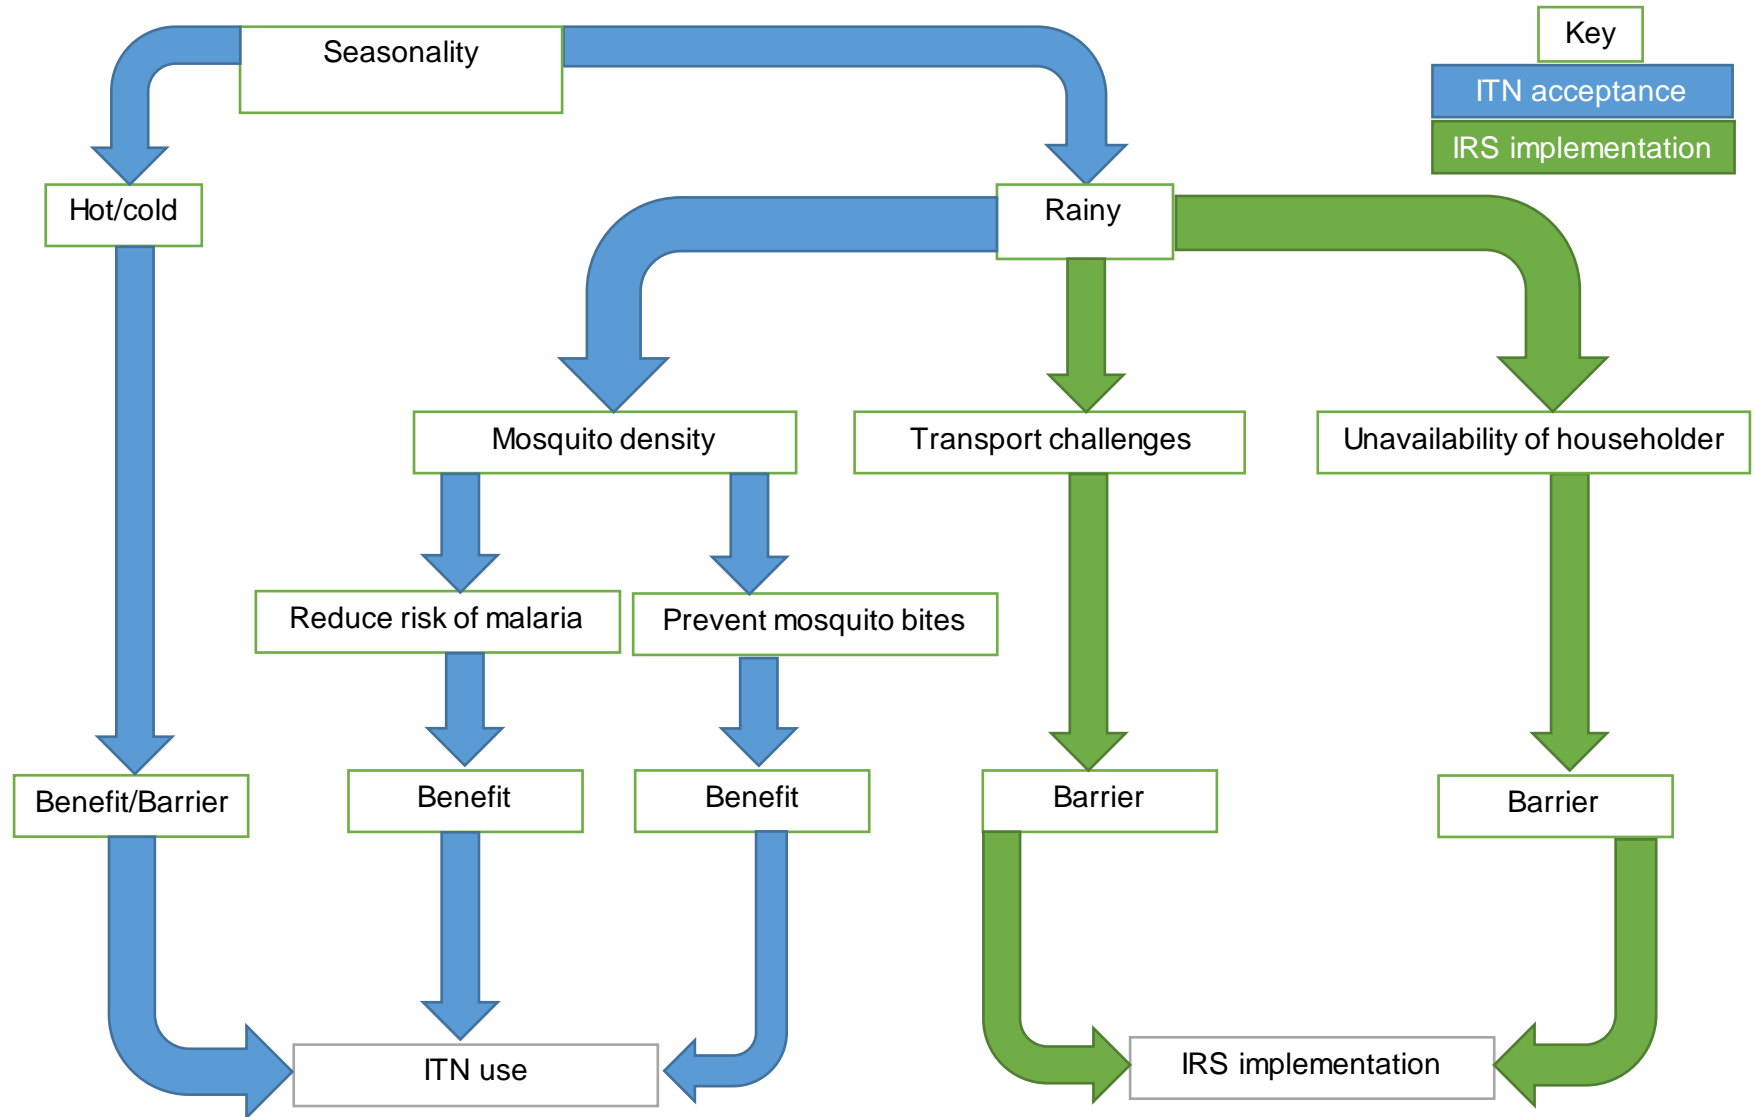 Key
Seasonality
ITN acceptance
IRS implementation
Hot/cold
Rainy
Mosquito density
Transport challenges
Unavailability of householder
Reduce risk of malaria
Prevent mosquito bites
Benefit/Barrier
Benefit
Benefit
Barrier
Barrier
ITN use
IRS implementation